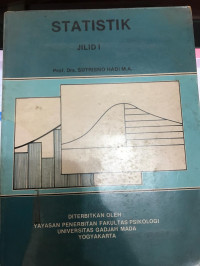 STATISTIK
JILID I
Prof. Drs. SUTRISNO HADI M.A.
DITERBITKAN OLEH
YAYASAN PENERBITAN FAKULTAS PSIKOLOGI
UNIVERSITAS GADJAH MADA
YOGYAKARTA